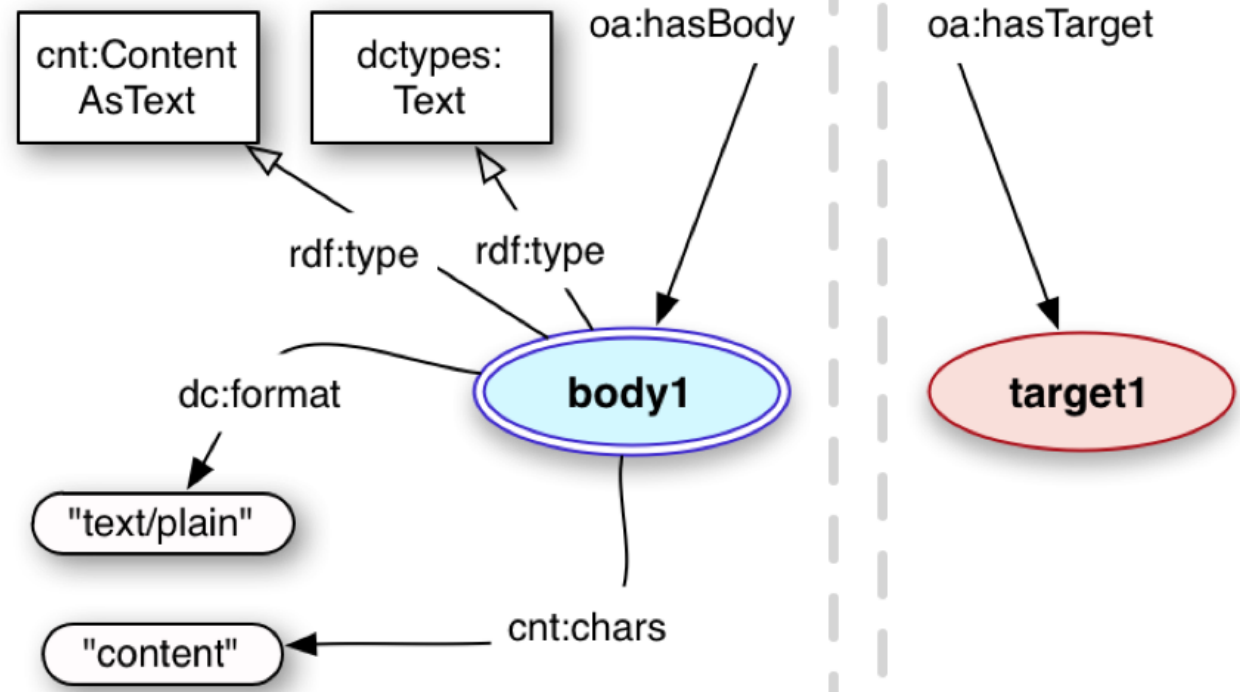 oa:hasBody
oa:hasTarget
cnt:Content
AsText
dctypes:
Text
rdf:type
rdf:type
body1
target1
dc:format
"text/plain"
cnt:chars
"content"